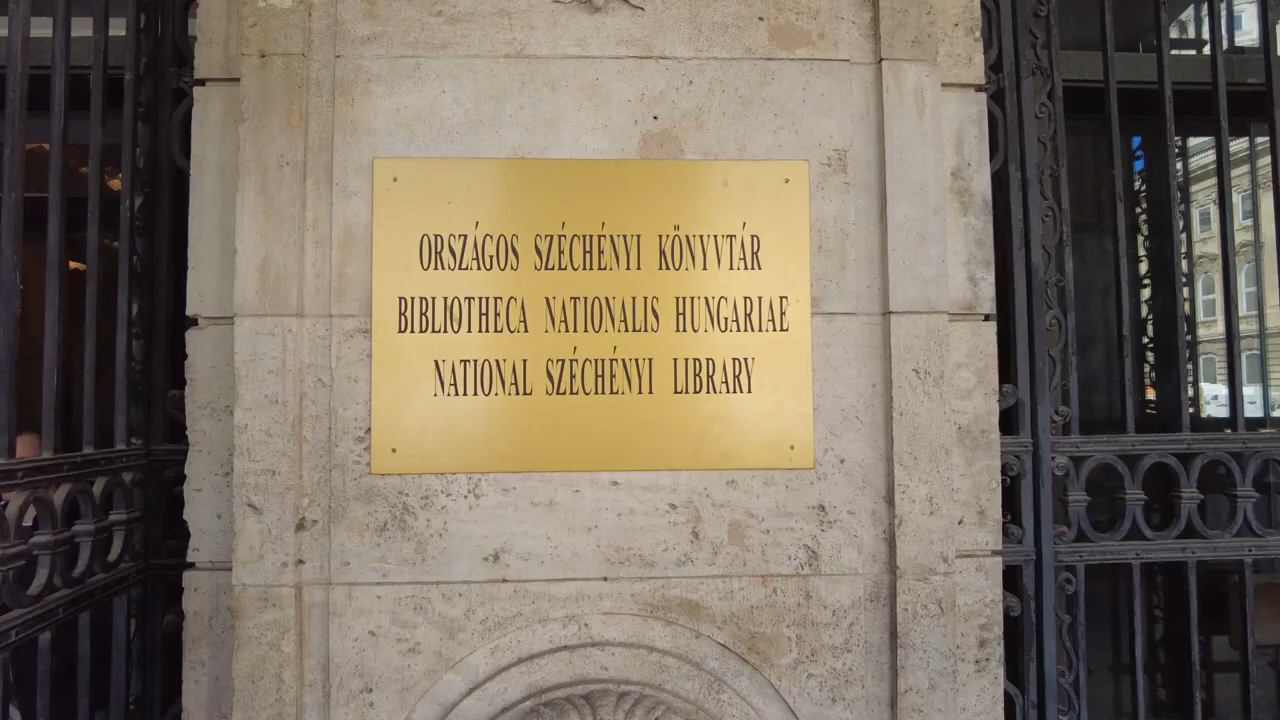 ORSZÁGOS SZÉCHÉNYI KÖNYVTÁR
BIBLIOTHECA NATIONALIS HUNGARIAE
NATIONAL SZÉCHÉNYI LIBRARY